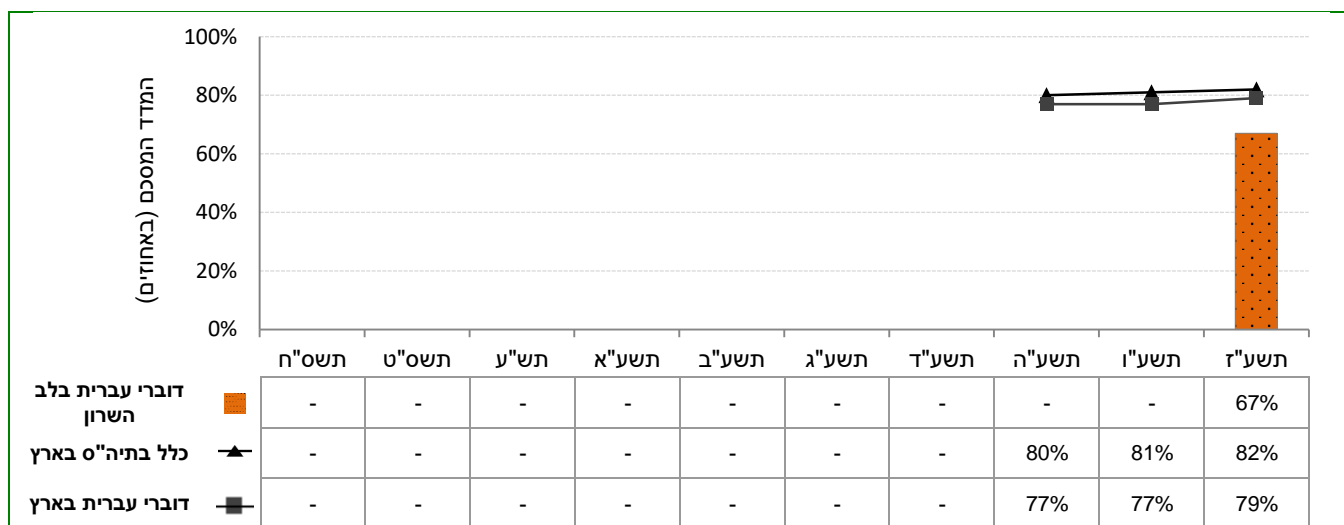 100%
80%
60%
40%
20%
0%
המדד המסכם (באחוזים)
תשס"ח תשס"ט תש"ע תשע"א תשע"ב תשע"ג תשע"ד תשע"ה תשע"ו תשע"ז
דוברי עברית בלב
השרון
- - - - - - - - - 67%
כלל בתיה"ס בארץ - - - - - - - 80% 81% 82%
דוברי עברית בארץ - - - - - - - 77% 77% 79%